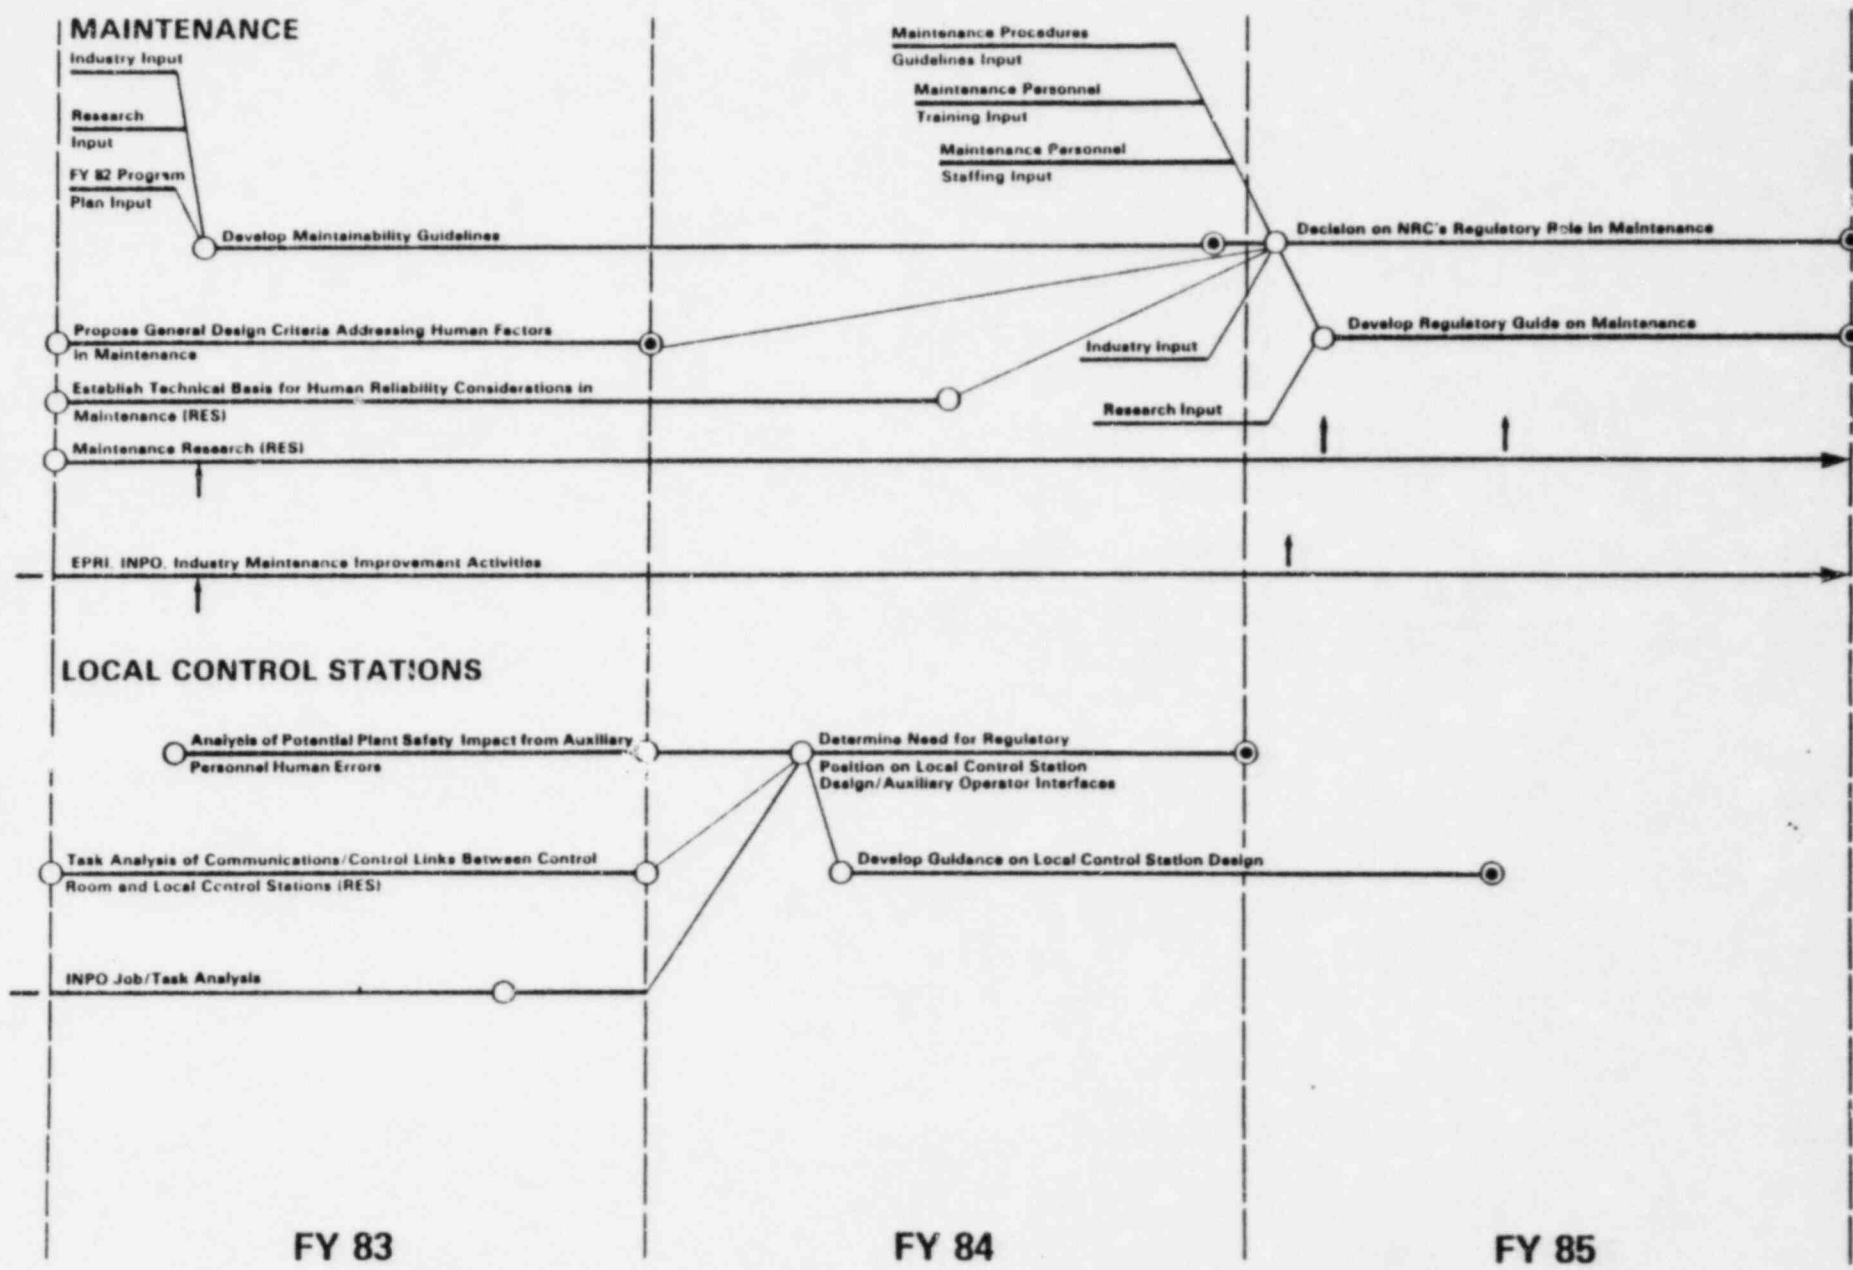 MAINTENANCE
Industry Input
Research
Input
FY 82 Program
Plan Input
Maintenance Procedures
Guidelines Input
Maintenance Personnel
Training Input
Maintenance Personnel
Staffing Input
Develop Maintainability Guidelines
Decision on NRC's Regulatory Role in Maintenance
Propose General Design Criteria Addressing Human Factors
in Maintenance
Industry input
Develop Regulatory Guide on Maintenance
Establish Technical Basis for Human Reliability Considerations in
Maintenance (RES)
Research Input
Maintenance Research (RES)
EPRI, INPO, Industry Maintenance Improvement Activities
LOCAL CONTROL STATIONS
Analysis of Potential Plant Safety Impact from Auxiliary
Personnel Human Errors
Determine Need for Regulatory
Position on Local Control Station
Design/Auxiliary Operator Interfaces
Task Analysis of Communications/Control Links Between Control
Room and Local Control Stations (RES)
Develop Guidance on Local Control Station Design
INPO Job/Task Analysis
FY 83
FY 84
FY 85